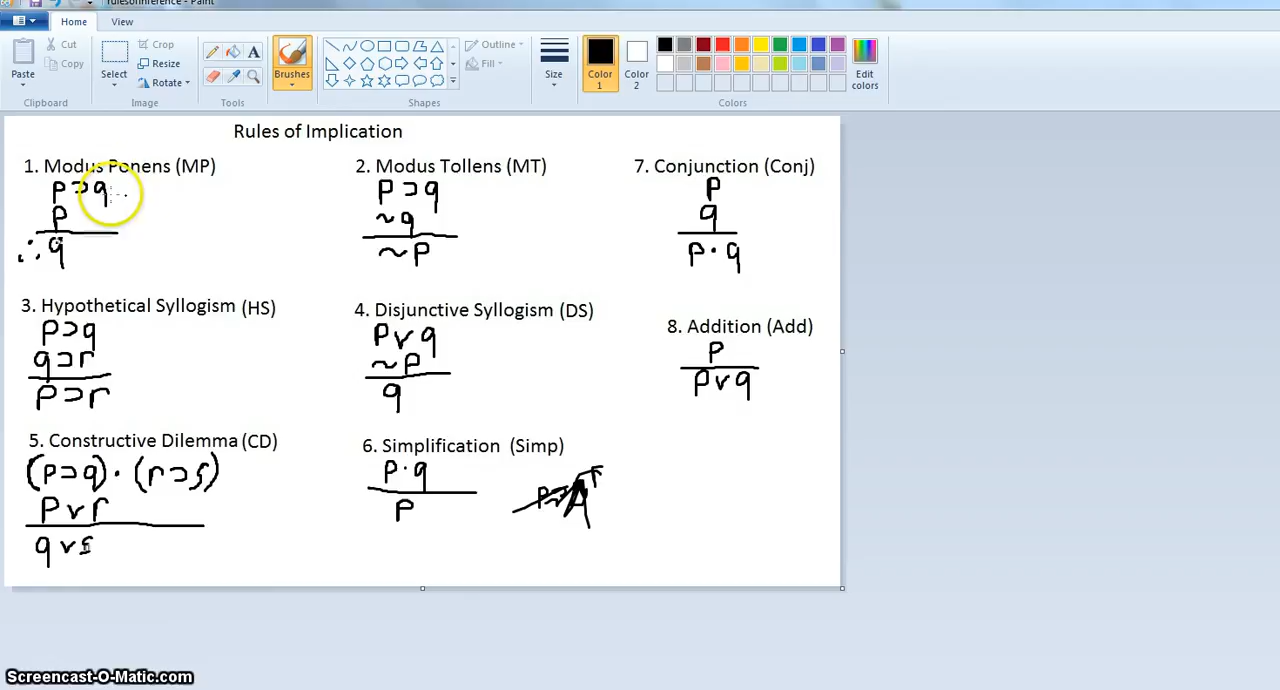 rulesofinference - Paint
Home
View
Paste
Cut
Copy
Clipboard
Select
Crop
Resize
Rotate
Image
Tools
Brushes
Shapes
Outline
Fill
Size
Color 1
Color 2
Colors
Edit colors
Rules of Implication
1. Modus Ponens (MP)
P ⊃ q
P
∴ q
2. Modus Tollens (MT)
P ⊃ q
~q
~P
7. Conjunction (Conj)
P
q
P · q
3. Hypothetical Syllogism (HS)
P ⊃ q
q ⊃ r
P ⊃ r
4. Disjunctive Syllogism (DS)
P v q
~P
q
8. Addition (Add)
P
P v q
5. Constructive Dilemma (CD)
(P ⊃ q) · (r ⊃ s)
P v r
q v s
6. Simplification (Simp)
P · q
P
Screencast-O-Matic.com